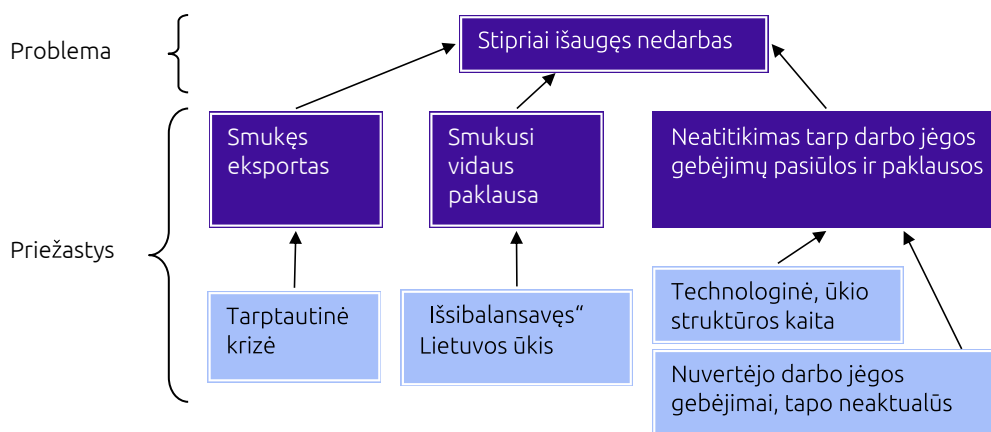 Problema
Stipriai išaugęs nedarbas
Smukęs
eksportas
Smukusi
vidaus
paklausa
Neatitikimas tarp darbo jėgos
gebėjimų pasiūlos ir paklausos
Priežastys
Tarptautinė
krizė
Išsibalansavęs“
Lietuvos ūkis
Technologinė, ūkio
struktūros kaita
Nuvertėjo darbo jėgos
gebėjimai, tapo neaktualūs